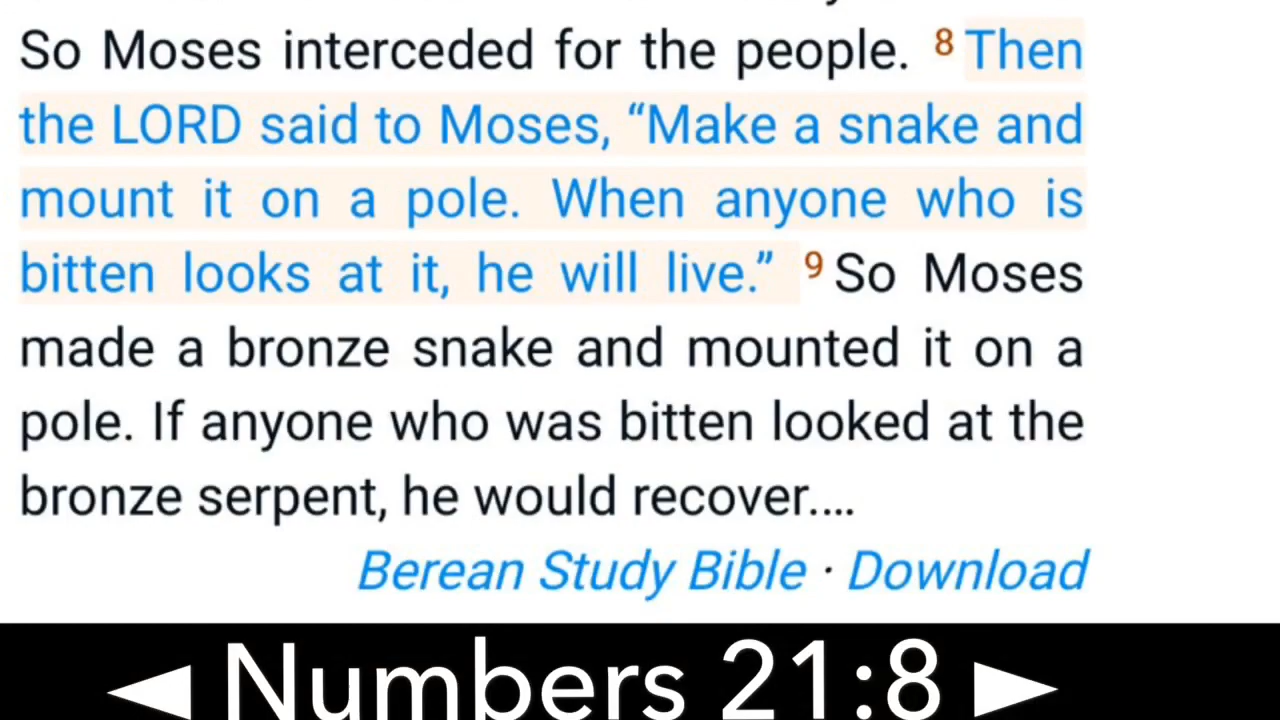 So Moses interceded for the people. 8 Then
the LORD said to Moses, “Make a snake and
mount it on a pole. When anyone who is
bitten looks at it, he will live.” 9 So Moses
made a bronze snake and mounted it on a
pole. If anyone who was bitten looked at the
bronze serpent, he would recover.…
Berean Study Bible · Download
◄ Numbers 21:8 ►